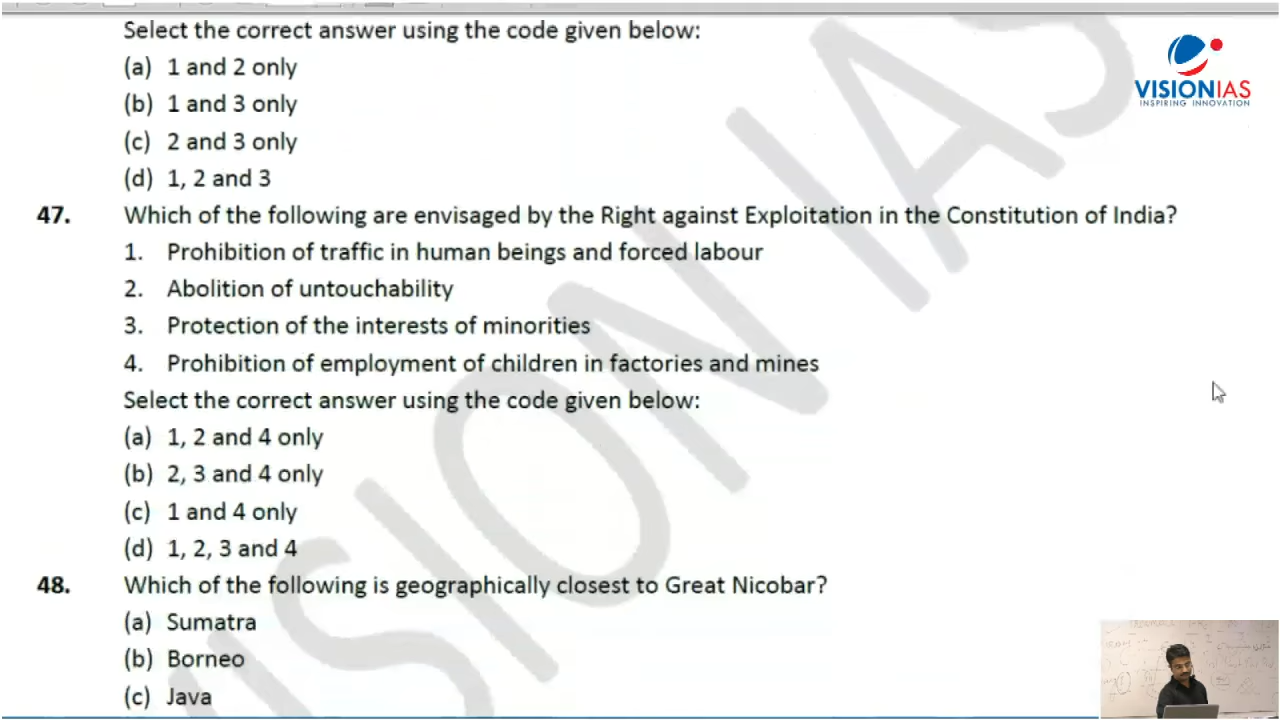 Select the correct answer using the code given below:
(a) 1 and 2 only
(b) 1 and 3 only
(c) 2 and 3 only
(d) 1, 2 and 3
VISIONIAS
INSPIRING INNOVATION
47. Which of the following are envisaged by the Right against Exploitation in the Constitution of India?
1. Prohibition of traffic in human beings and forced labour
2. Abolition of untouchability
3. Protection of the interests of minorities
4. Prohibition of employment of children in factories and mines
Select the correct answer using the code given below:
(a) 1, 2 and 4 only
(b) 2, 3 and 4 only
(c) 1 and 4 only
(d) 1, 2, 3 and 4
48. Which of the following is geographically closest to Great Nicobar?
(a) Sumatra
(b) Borneo
(c) Java
VISION IAS